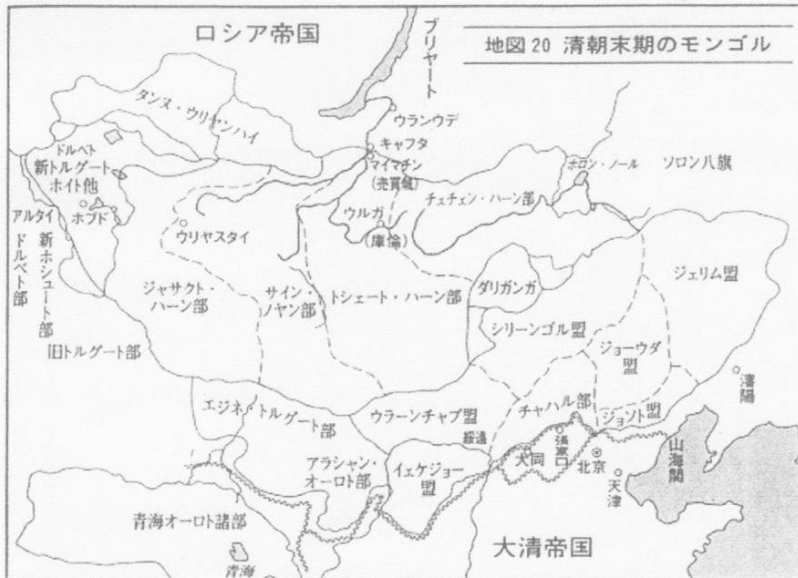 地図20 清朝末期のモンゴル
ロシア帝国
ブリヤート
タンヌ・ウリヤンハイ
ウランウデ
キャフタ
マイマチン
(売買城)
ドルベト
新トルグート
ホイト他
アルタイ
ホブド
ウリヤスタイ
ウルガ
(庫倫)
チェチェン・ハーン部
ホロン・ノール
ソロン八旗
ドルベト部
新ホシュート部
旧トルグート部
ジャサクト・
ハーン部
サイン・
ノヤン部
トシェート・ハーン部
ダリガンガ
ジェリム盟
シリーンゴル盟
ジョーウダ
盟
瀋陽
エジネ・トルグート部
ウラーンチャブ盟
チャハル部
ジョソト盟
綏遠
大同
張家口
北京
天津
山海関
アラシャン・
オーロト部
イェケジョー
盟
青海オーロト諸部
青海
大清帝国